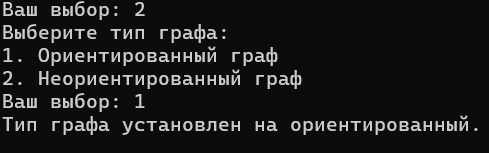 Ваш выбор: 2
Выберите тип графа:
1. Ориентированный граф
2. Неориентированный граф
Ваш выбор: 1
Тип графа установлен на ориентированный.